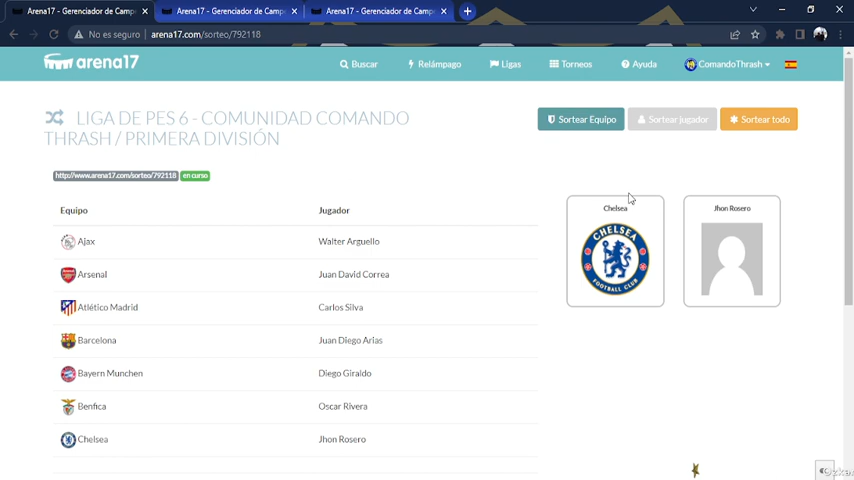 Arena17 - Gerenciador de Camp
Arena17 - Gerenciador de Camp
Arena17 - Gerenciador de Camp
No es seguro
arena17.com/sorteo/792118
arena17
Buscar
Relámpago
Ligas
Torneos
Ayuda
ComandoThrash
LIGA DE PES 6 - COMUNIDAD COMANDO
THRASH / PRIMERA DIVISIÓN
Sortear Equipo
Sortear jugador
Sortear todo
http://www.arena17.com/sorteo/792118
en curso
Equipo Jugador
Ajax Walter Arguello
Arsenal Juan David Correa
Atlético Madrid Carlos Silva
Barcelona Juan Diego Arias
Bayern Munchen Diego Giraldo
Benfica Oscar Rivera
Chelsea Jhon Rosero
Chelsea
CHELSEA
FOOTBALL CLUB
Jhon Rosero